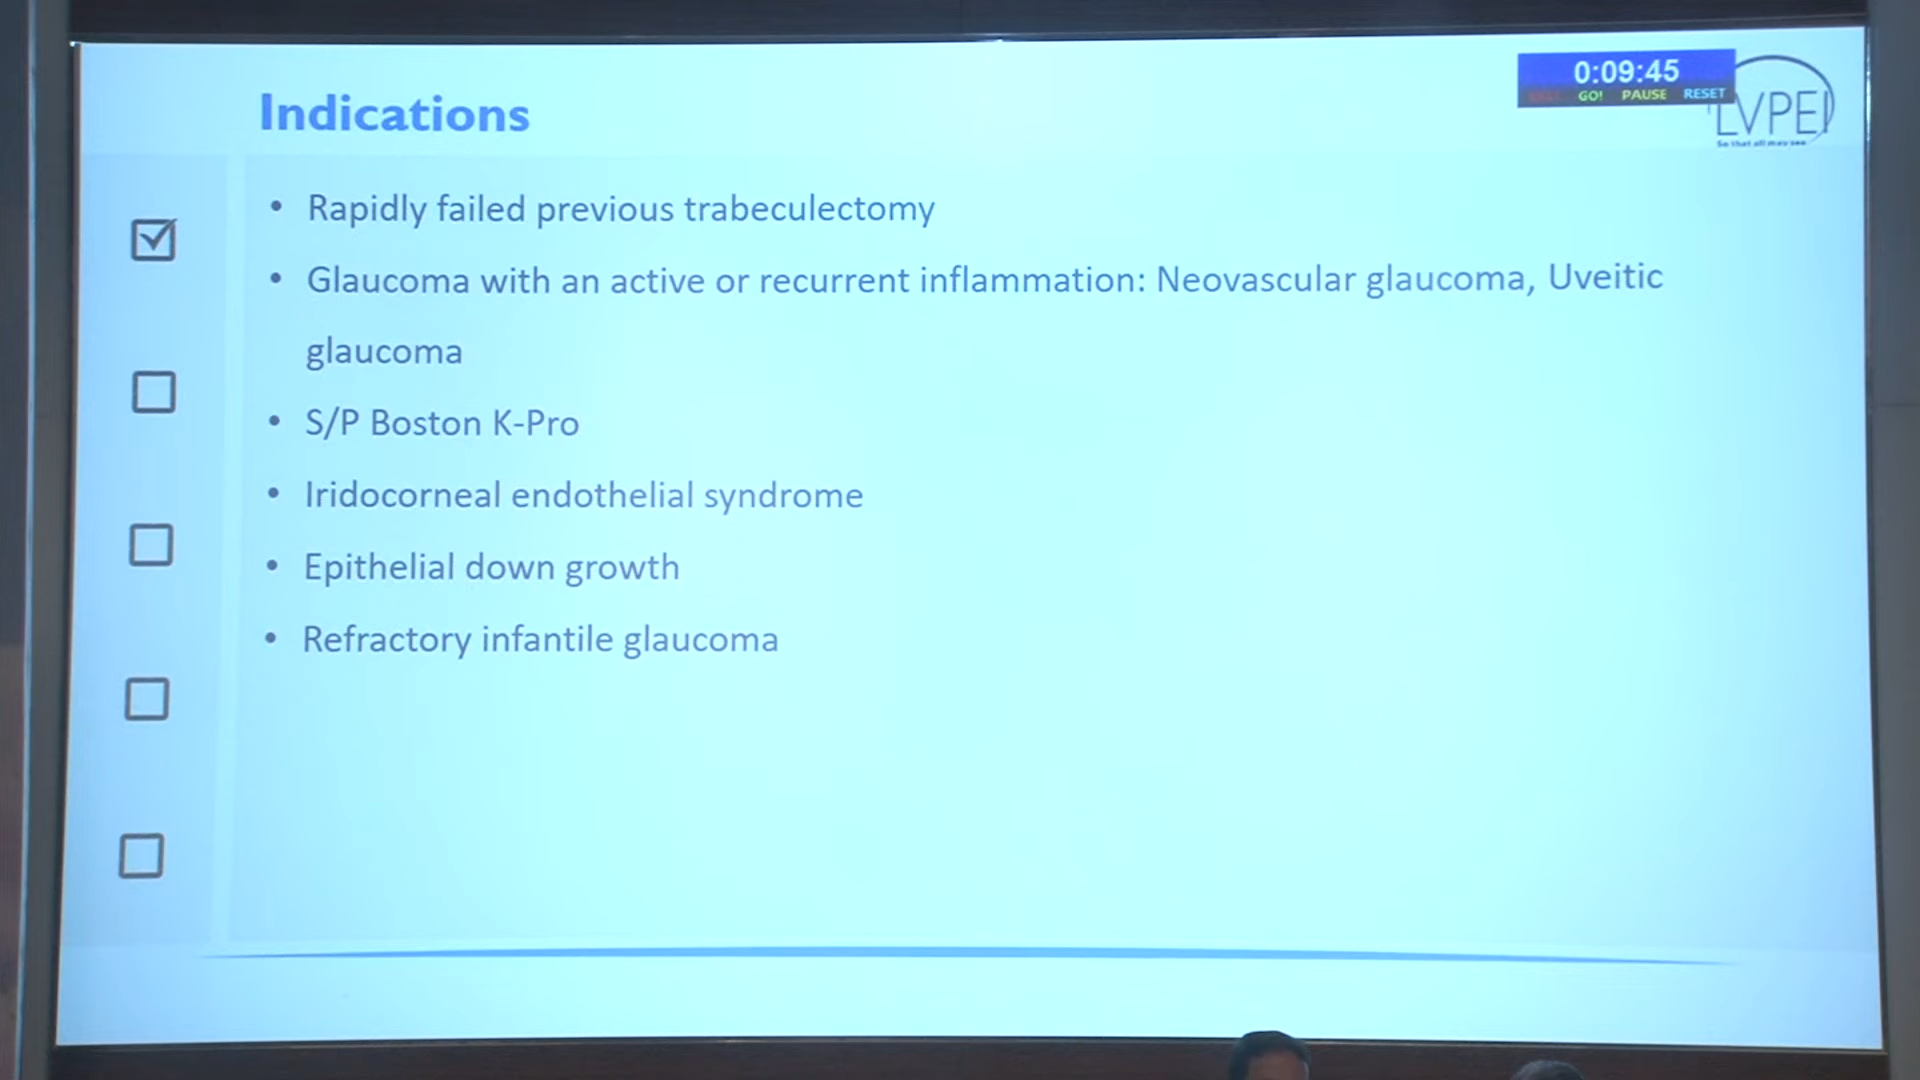 Indications
0:09:45
GO! PAUSE RESET
LVPEI
So that all may see
• Rapidly failed previous trabeculectomy
• Glaucoma with an active or recurrent inflammation: Neovascular glaucoma, Uveitic
glaucoma
• S/P Boston K-Pro
• Iridocorneal endothelial syndrome
• Epithelial down growth
• Refractory infantile glaucoma